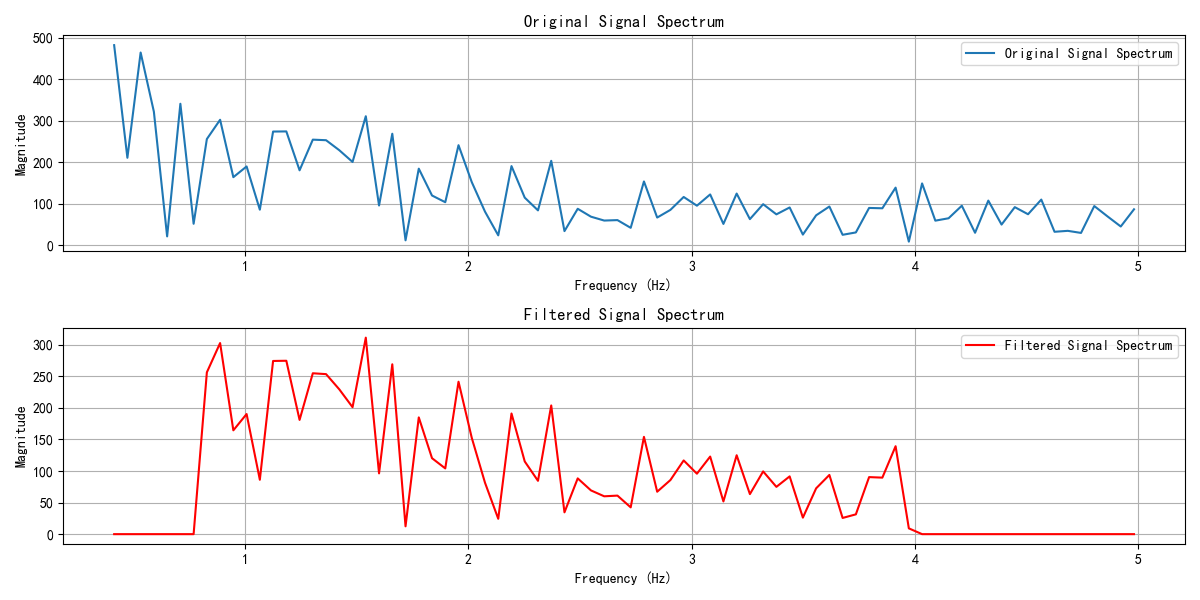 Original Signal Spectrum
500
400
300
200
100
0
Magnitude
Original Signal Spectrum
1
2
3
4
5
Frequency (Hz)
Filtered Signal Spectrum
300
250
200
150
100
50
0
Magnitude
Filtered Signal Spectrum
1
2
3
4
5
Frequency (Hz)